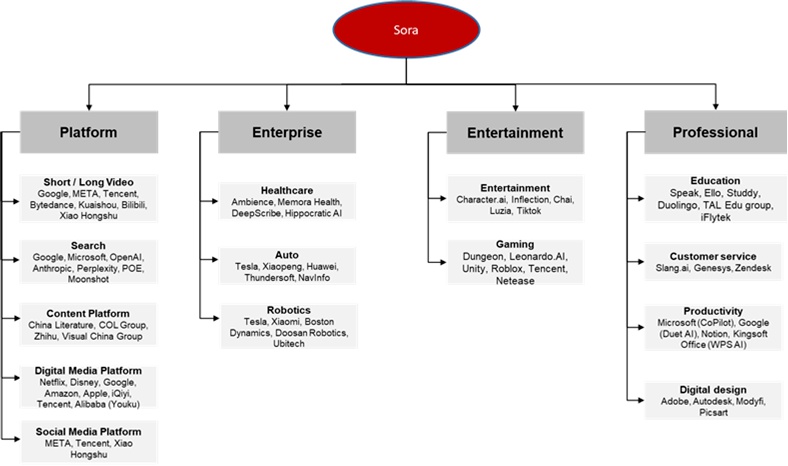 Sora
Platform
Short / Long Video
Google, META, Tencent,
Bytedance, Kuaishou, Bilibili,
Xiao Hongshu
Search
Google, Microsoft, OpenAI,
Anthropic, Perplexity, POE,
Moonshot
Content Platform
China Literature, COL Group,
Zhihu, Visual China Group
Digital Media Platform
Netflix, Disney, Google,
Amazon, Apple, iQiyi,
Tencent, Alibaba (Youku)
Social Media Platform
META, Tencent, Xiao
Hongshu
Enterprise
Healthcare
Ambience, Memora Health,
DeepScribe, Hippocratic AI
Auto
Tesla, Xiaopeng, Huawei,
Thundersoft, NavInfo
Robotics
Tesla, Xiaomi, Boston
Dynamics, Doosan Robotics,
Ubitech
Entertainment
Entertainment
Character.ai, Inflection, Chai,
Luzia, Tiktok
Gaming
Dungeon, Leonardo.AI,
Unity, Roblox, Tencent,
Netease
Professional
Education
Speak, Ello, Studdy,
Duolingo, TAL Edu group,
iFlytek
Customer service
Slang.ai, Genesys, Zendesk
Productivity
Microsoft (CoPilot), Google
(Duet AI), Notion, Kingsoft
Office (WPS AI)
Digital design
Adobe, Autodesk, Modyfi,
Picsart